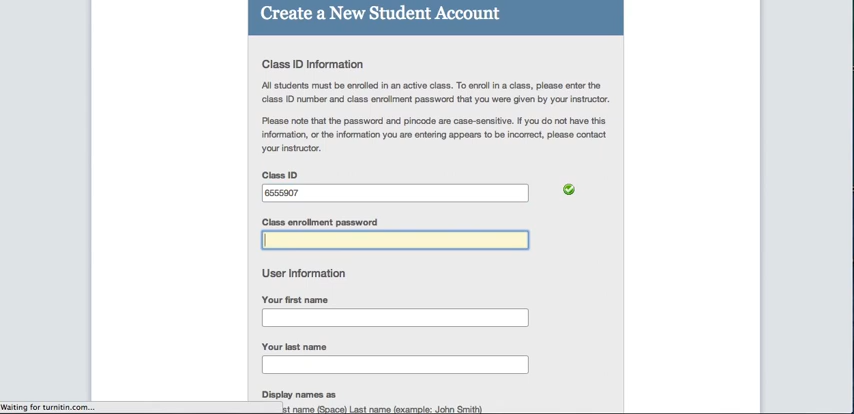 Create a New Student Account
Class ID Information
All students must be enrolled in an active class. To enroll in a class, please enter the
class ID number and class enrollment password that you were given by your instructor.
Please note that the password and pincode are case-sensitive. If you do not have this
information, or the information you are entering appears to be incorrect, please contact
your instructor.
Class ID
6555907
Class enrollment password
User Information
Your first name
Your last name
Display names as
st name (Space) Last name (example: John Smith)
Waiting for turnitin.com...